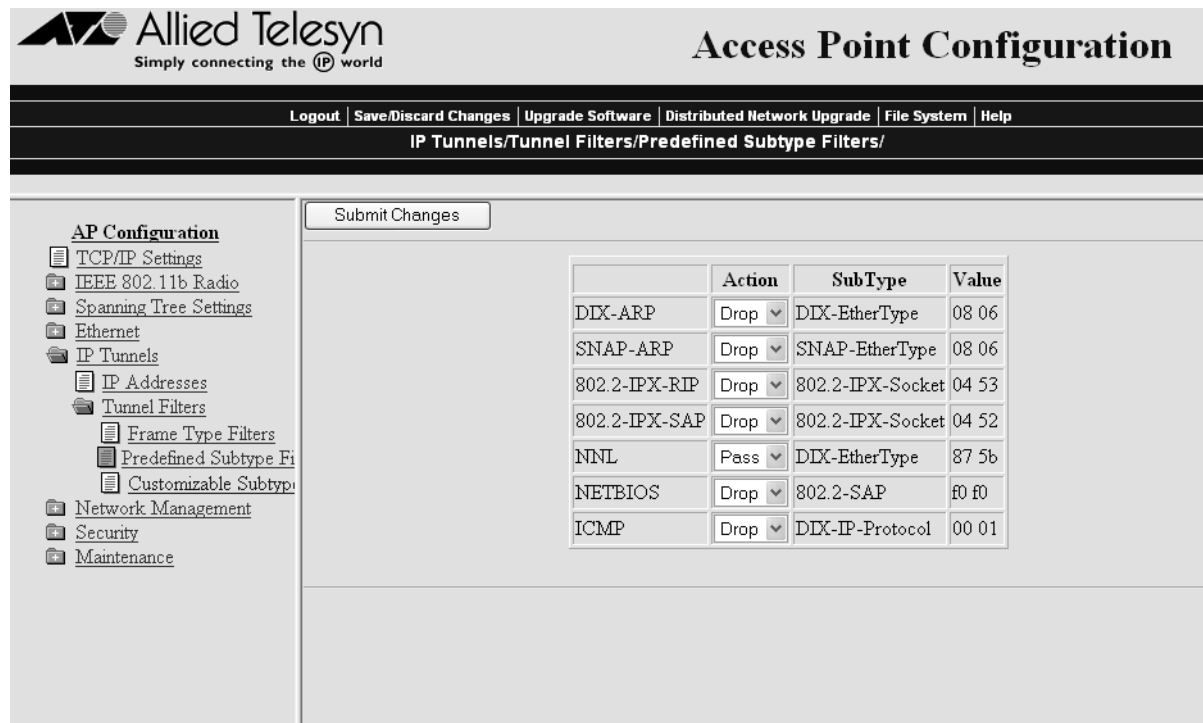 Allied Telesyn
Simply connecting the IP world
Access Point Configuration
Logout | Save/Discard Changes | Upgrade Software | Distributed Network Upgrade | File System | Help
IP Tunnels/Tunnel Filters/Predefined Subtype Filters/
AP Configuration
TCP/IP Settings
IEEE 802.11b Radio
Spanning Tree Settings
Ethernet
IP Tunnels
IP Addresses
Tunnel Filters
Frame Type Filters
Predefined Subtype Fi
Customizable Subtyp
Network Management
Security
Maintenance
Submit Changes
Action SubType Value
DIX-ARP Drop DIX-EtherType 08 06
SNAP-ARP Drop SNAP-EtherType 08 06
802.2-IPX-RIP Drop 802.2-IPX-Socket 04 53
802.2-IPX-SAP Drop 802.2-IPX-Socket 04 52
NNL Pass DIX-EtherType 87 5b
NETBIOS Drop 802.2-SAP f0 f0
ICMP Drop DIX-IP-Protocol 00 01